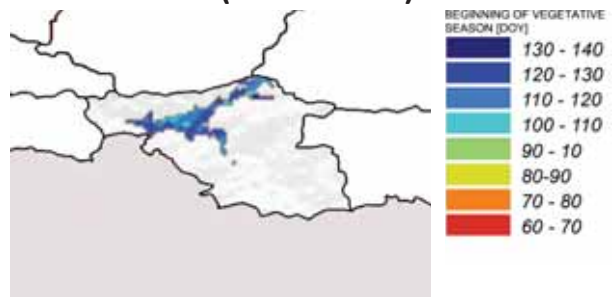 BEGINNING OF VEGETATIVE
SEASON [DOY]
130 - 140
120 - 130
110 - 120
100 - 110
90 - 10
80-90
70 - 80
60 - 70